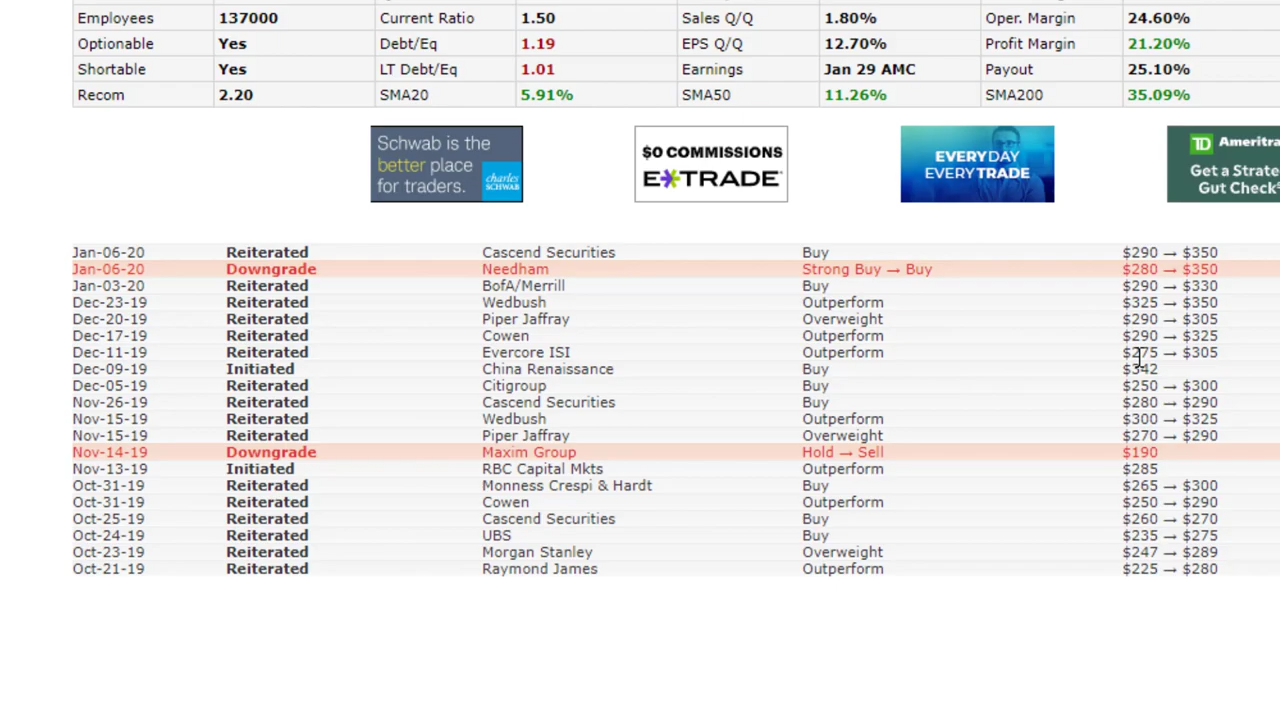 Employees 137000 Current Ratio 1.50 Sales Q/Q 1.80% Oper. Margin 24.60%
Optionable Yes Debt/Eq 1.19 EPS Q/Q 12.70% Profit Margin 21.20%
Shortable Yes LT Debt/Eq 1.01 Earnings Jan 29 AMC Payout 25.10%
Recom 2.20 SMA20 5.91% SMA50 11.26% SMA200 35.09%
Schwab is the
better place
for traders.
charles
SCHWAB
$0 COMMISSIONS
E*TRADE
EVERYDAY
EVERYTRADE
TD Ameritra
Get a Strate
Gut Check
Jan-06-20 Reiterated Cascend Securities Buy $290 → $350
Jan-06-20 Downgrade Needham Strong Buy → Buy $280 → $350
Jan-03-20 Reiterated BofA/Merrill Buy $290 → $330
Dec-23-19 Reiterated Wedbush Outperform $325 → $350
Dec-20-19 Reiterated Piper Jaffray Overweight $290 → $305
Dec-17-19 Reiterated Cowen Outperform $290 → $325
Dec-11-19 Reiterated Evercore ISI Outperform $275 → $305
Dec-09-19 Initiated China Renaissance Buy $342
Dec-05-19 Reiterated Citigroup Buy $250 → $300
Nov-26-19 Reiterated Cascend Securities Buy $280 → $290
Nov-15-19 Reiterated Wedbush Outperform $300 → $325
Nov-15-19 Reiterated Piper Jaffray Overweight $270 → $290
Nov-14-19 Downgrade Maxim Group Hold → Sell $190
Nov-13-19 Initiated RBC Capital Mkts Outperform $285
Oct-31-19 Reiterated Monness Crespi & Hardt Buy $265 → $300
Oct-31-19 Reiterated Cowen Outperform $250 → $290
Oct-25-19 Reiterated Cascend Securities Buy $260 → $270
Oct-24-19 Reiterated UBS Buy $235 → $275
Oct-23-19 Reiterated Morgan Stanley Overweight $247 → $289
Oct-21-19 Reiterated Raymond James Outperform $225 → $280